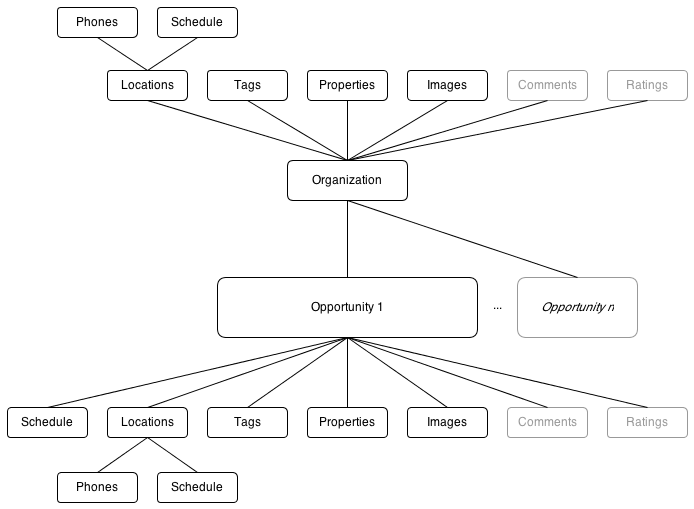 Phones
Schedule
Locations
Tags
Properties
Images
Comments
Ratings
Organization
Opportunity 1
...
Opportunity n
Schedule
Locations
Tags
Properties
Images
Comments
Ratings
Phones
Schedule